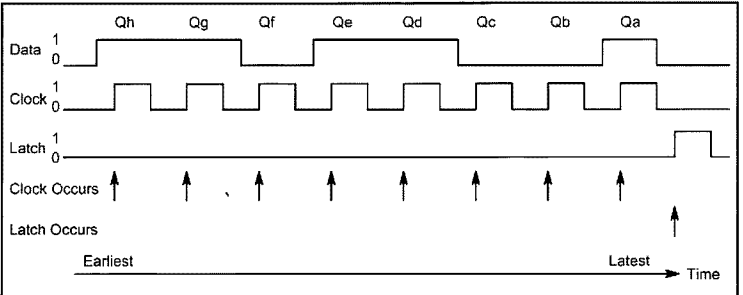 Qh Qg Qf Qe Qd Qc Qb Qa
Data 1 0
Clock 1 0
Latch 1 0
Clock Occurs
Latch Occurs
Earliest Latest
Time